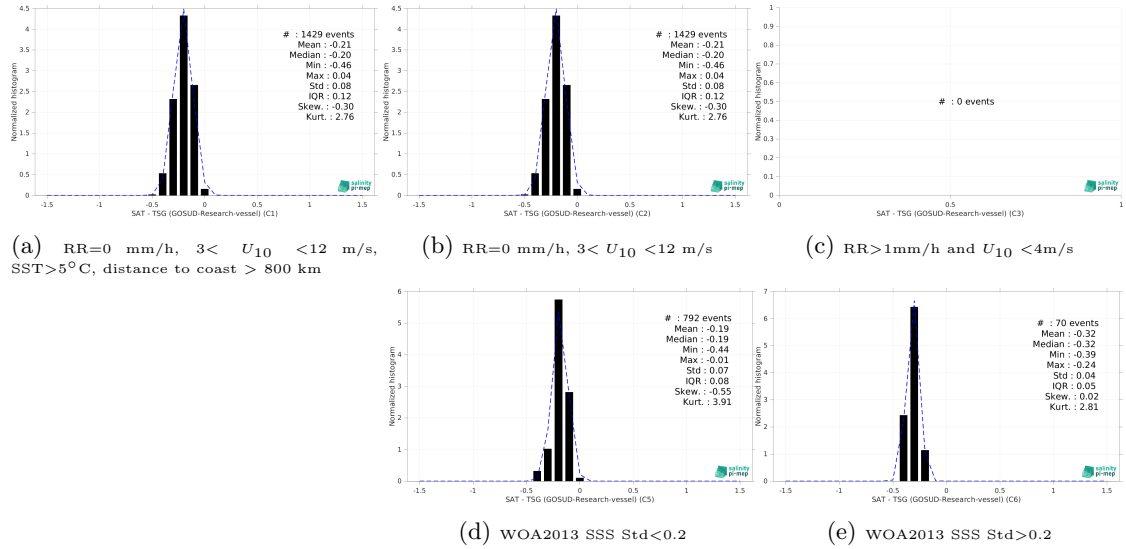 4.5
4
3.5
3
2.5
2
1.5
1
0.5
0
Normalized histogram
# : 1429 events
Mean : -0.21
Median : -0.20
Min : -0.46
Max : 0.04
Std : 0.08
IQR : 0.12
Skew. : -0.30
Kurt. : 2.76
salinity
pi-mep
-1.5 -1 -0.5 0 0.5 1 1.5
SAT - TSG (GOSUD-Research-vessel) (C1)
(a) RR=0 mm/h, 3< U10 <12 m/s,
SST>5°C, distance to coast > 800 km
4.5
4
3.5
3
2.5
2
1.5
1
0.5
0
Normalized histogram
# : 1429 events
Mean : -0.21
Median : -0.20
Min : -0.46
Max : 0.04
Std : 0.08
IQR : 0.12
Skew. : -0.30
Kurt. : 2.76
salinity
pi-mep
-1.5 -1 -0.5 0 0.5 1 1.5
SAT - TSG (GOSUD-Research-vessel) (C2)
(b) RR=0 mm/h, 3< U10 <12 m/s
1
0.9
0.8
0.7
0.6
0.5
0.4
0.3
0.2
0.1
0
Normalized histogram
# : 0 events
salinity
pi-mep
0 0.5 1
SAT - TSG (GOSUD-Research-vessel) (C3)
(c) RR>1mm/h and U10 <4m/s
6
5
4
3
2
1
0
Normalized histogram
# : 792 events
Mean : -0.19
Median : -0.19
Min : -0.44
Max : -0.01
Std : 0.07
IQR : 0.08
Skew. : -0.55
Kurt. : 3.91
salinity
pi-mep
-1.5 -1 -0.5 0 0.5 1 1.5
SAT - TSG (GOSUD-Research-vessel) (C5)
(d) WOA2013 SSS Std<0.2
7
6
5
4
3
2
1
0
Normalized histogram
# : 70 events
Mean : -0.32
Median : -0.32
Min : -0.39
Max : -0.24
Std : 0.04
IQR : 0.05
Skew. : 0.02
Kurt. : 2.81
salinity
pi-mep
-1.5 -1 -0.5 0 0.5 1 1.5
SAT - TSG (GOSUD-Research-vessel) (C6)
(e) WOA2013 SSS Std>0.2